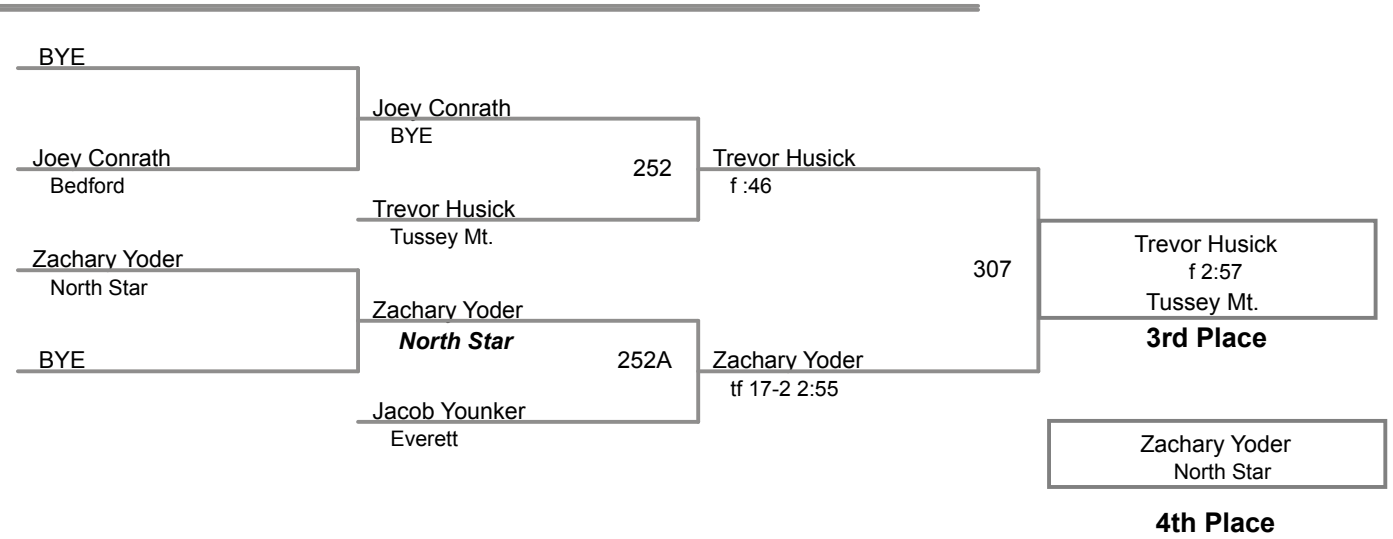 BYE
Joey Conrath
BYE
Joey Conrath
Bedford
252
Trevor Husick
f :46
Trevor Husick
Tussey Mt.
Zachary Yoder
North Star
307
Trevor Husick
f 2:57
Tussey Mt.
3rd Place
Zachary Yoder
North Star
BYE
252A
Zachary Yoder
tf 17-2 2:55
Jacob Younker
Everett
Zachary Yoder
North Star
4th Place